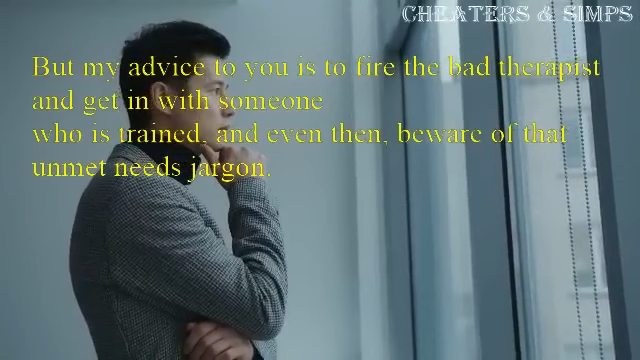 CHEATERS & SIMPS
But my advice to you is to fire the bad therapist
and get in with someone
who is trained, and even then, beware of that
unmet needs jargon.